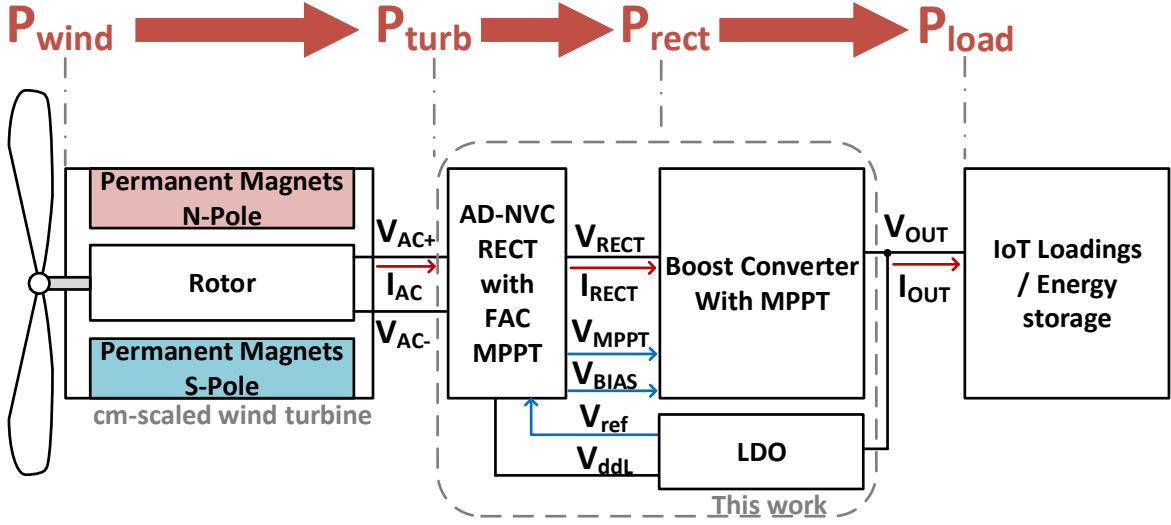 Pwind Pturb Prect Pload
Permanent Magnets
N-Pole
Rotor
Permanent Magnets
S-Pole
cm-scaled wind turbine
VAC+
IAC
VAC-
AD-NVC
RECT
with
FAC
MPPT
VRECT
IRECT
VMPPT
VBIAS
Vref
VddL
Boost Converter
With MPPT
LDO
This work
VOUT
IOUT
IoT Loadings
/ Energy
storage